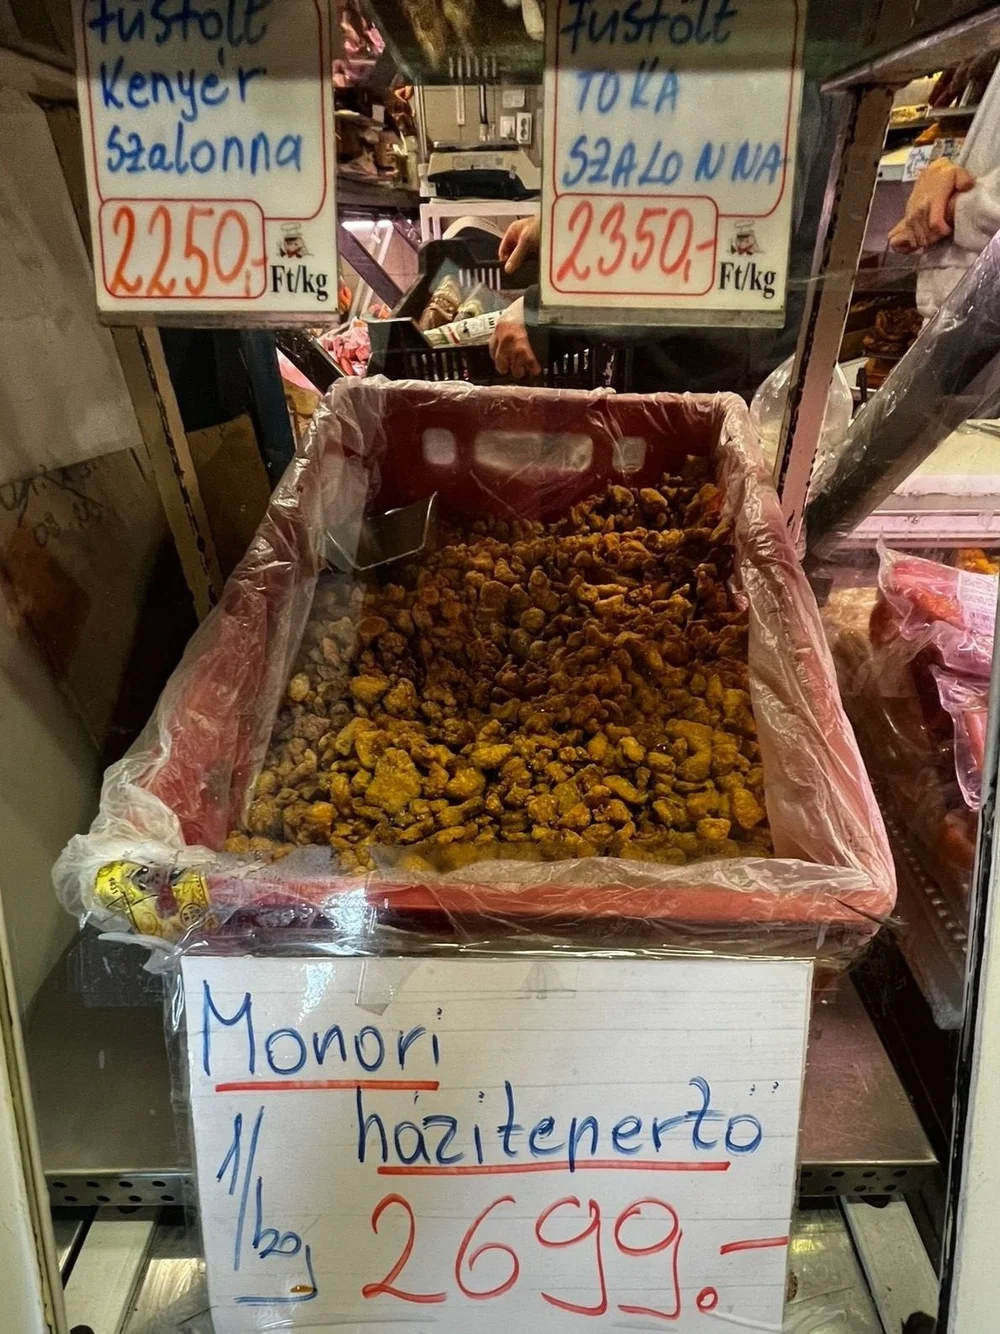 Füstölt
Kenyér
Szalonna
2250,-
Ft/kg
Füstölt
TOKA
SZALONNA
2350,-
Ft/kg
Monori
házitepertő
1/kg
2699.-